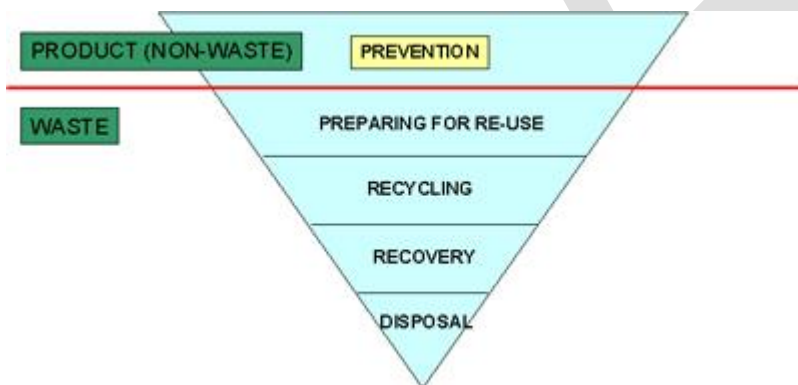 PRODUCT (NON-WASTE)
PREVENTION
WASTE
PREPARING FOR RE-USE
RECYCLING
RECOVERY
DISPOSAL